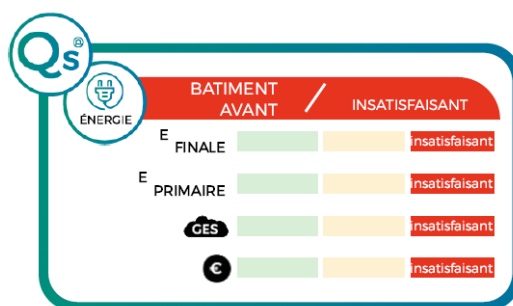 Qs®
ÉNERGIE
BATIMENT AVANT / INSATISFAISANT
E FINALE insatisfaisant
E PRIMAIRE insatisfaisant
GES insatisfaisant
€ insatisfaisant